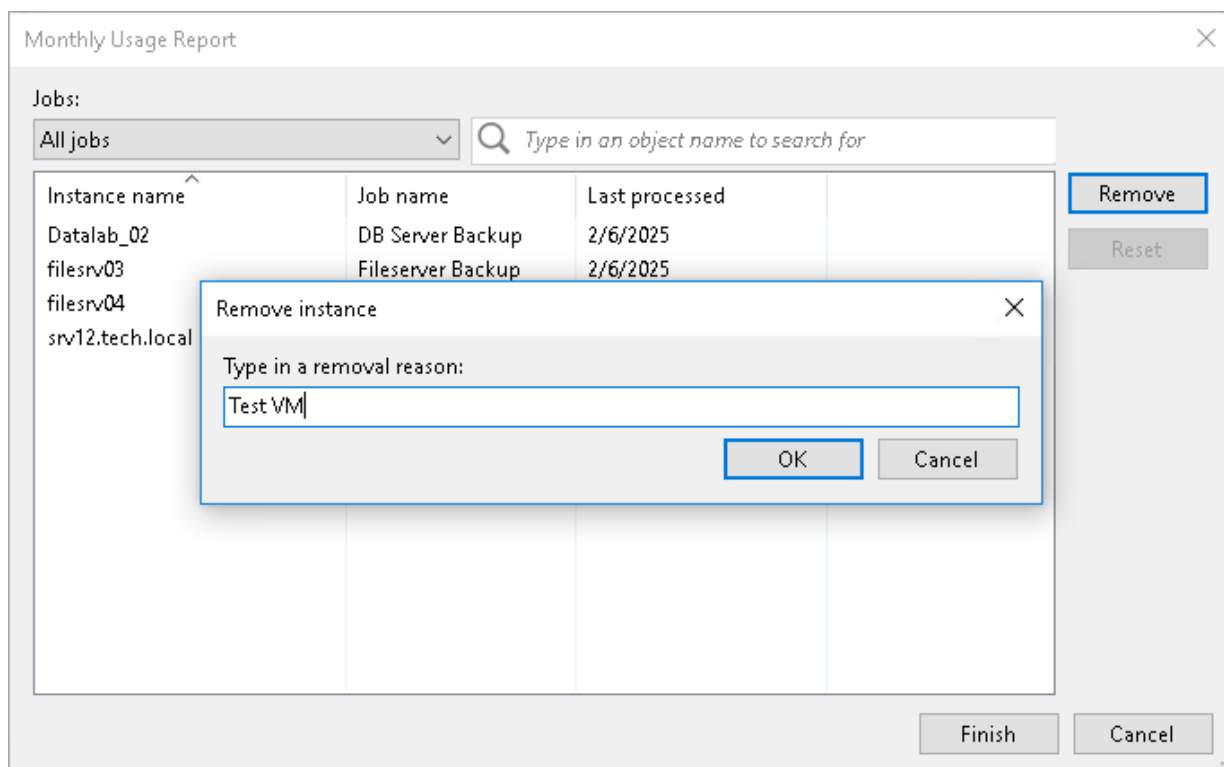 Monthly Usage Report
Jobs:
All jobs
Type in an object name to search for
Instance name Job name Last processed
Remove
Datalab_02 DB Server Backup 2/6/2025
Reset
filesrv03 Fileserver Backup 2/6/2025
filesrv04
Remove instance
srv12.tech.local
Type in a removal reason:
Test VM
OK Cancel
Finish Cancel